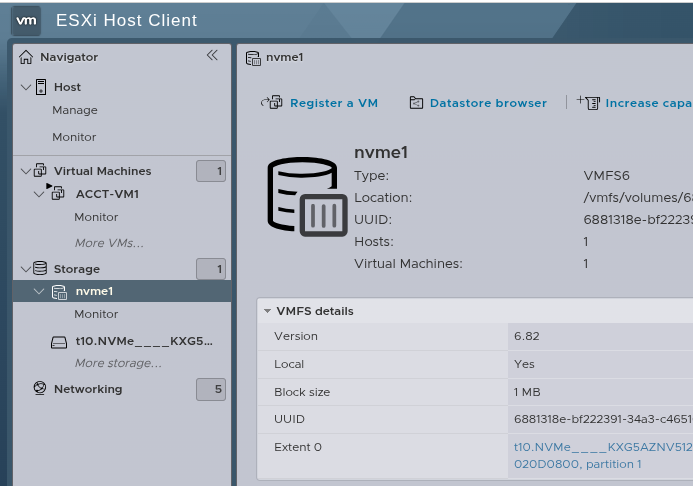 vm ESXi Host Client
Navigator
Host
Manage
Monitor
Virtual Machines 1
ACCT-VM1
Monitor
More VMs...
Storage 1
nvme1
Monitor
t10.NVMe____KXG5...
More storage...
Networking 5
nvme1
Register a VM Datastore browser Increase capa
nvme1
Type: VMFS6
Location: /vmfs/volumes/68
UUID: 6881318e-bf22239
Hosts: 1
Virtual Machines: 1
VMFS details
Version 6.82
Local Yes
Block size 1 MB
UUID 6881318e-bf222391-34a3-c4651
Extent 0 t10.NVMe____KXG5AZNV512
020D0800, partition 1